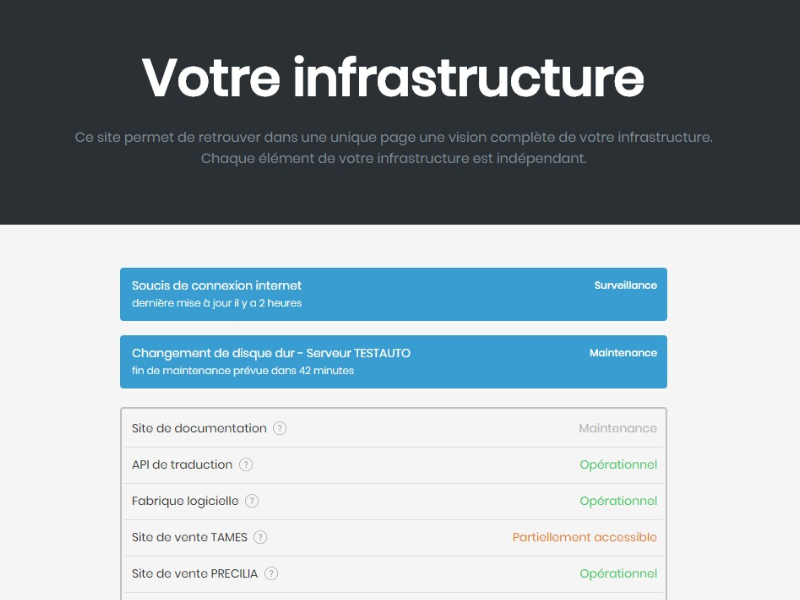 Votre infrastructure
Ce site permet de retrouver dans une unique page une vision complète de votre infrastructure.
Chaque élément de votre infrastructure est indépendant.
Soucis de connexion internet
Surveillance
dernière mise à jour il y a 2 heures
Changement de disque dur - Serveur TESTAUTO
Maintenance
fin de maintenance prévue dans 42 minutes
Site de documentation ? Maintenance
API de traduction ? Opérationnel
Fabrique logicielle ? Opérationnel
Site de vente TAMES ? Partiellement accessible
Site de vente PRECILIA ? Opérationnel